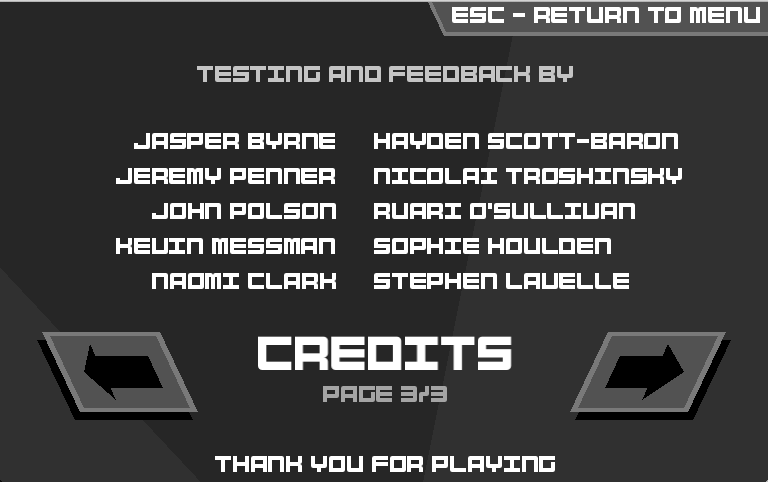 ESC - RETURN TO MENU
TESTING AND FEEDBACK BY
JASPER BYRNE HAYDEN SCOTT-BARON
JEREMY PENNER NICOLAI TROSHINSKY
JOHN POLSON RUARI O'SULLIVAN
KEVIN MESSMAN SOPHIE HOULDEN
NAOMI CLARK STEPHEN LAVELLE
CREDITS
PAGE 3/3
THANK YOU FOR PLAYING